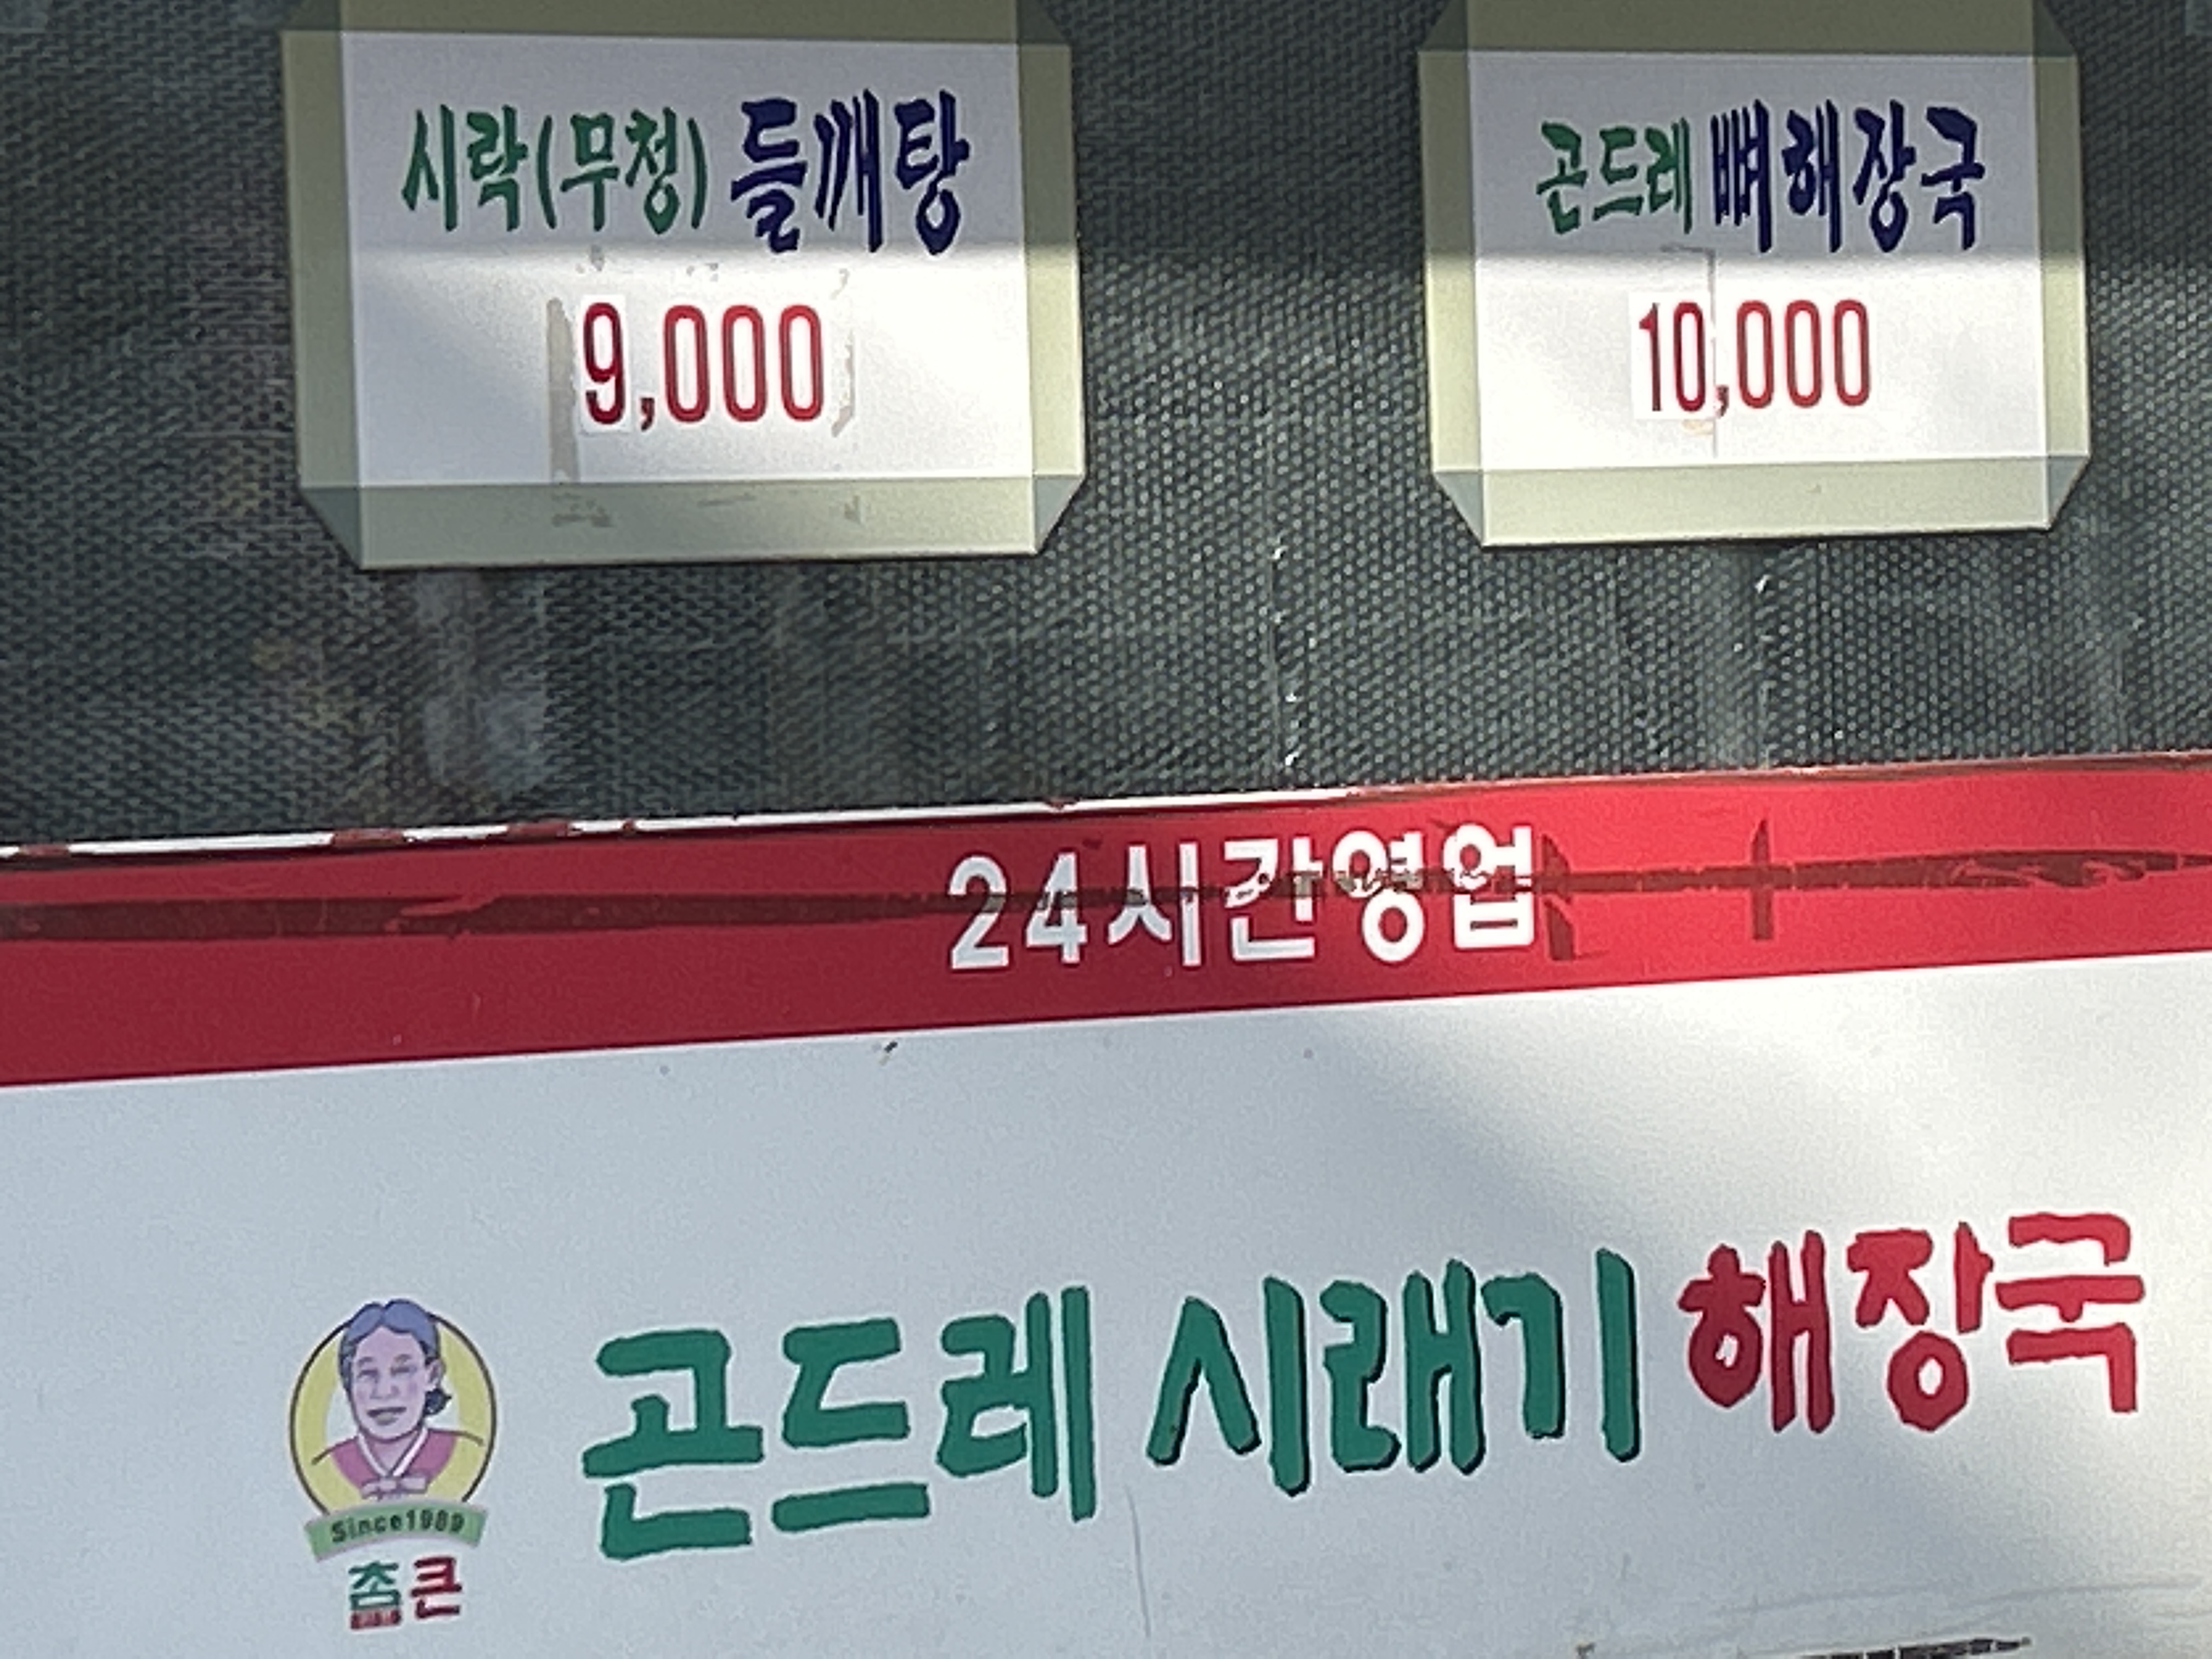 시락(무청) 들깨탕
9,000
곤드레 뼈해장국
10,000
24시간영업
곤드레 시래기 해장국
Since1989
큰